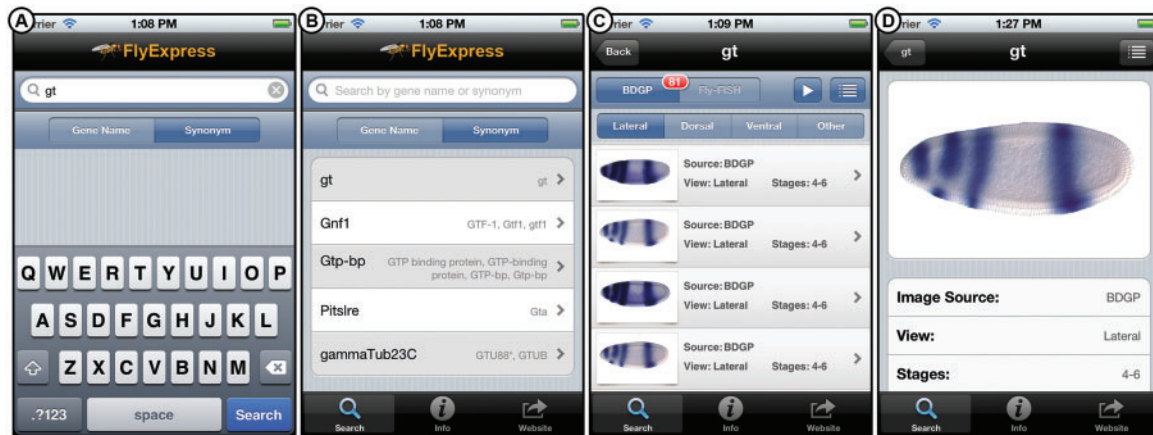 A
rrier
1:08 PM
FlyExpress
gt
Gene Name
Synonym
Q W E R T Y U I O P
A S D F G H J K L
Z X C V B N M
.?123
space
Search
B
rrier
1:08 PM
FlyExpress
Search by gene name or synonym
Gene Name
Synonym
gt
gt
Gnf1
GTF-1, Gtf1, gtf1
Gtp-bp
GTP binding protein, GTP-binding
protein, GTP-bp, Gtp-bp
Pitslre
Gta
gammaTub23C
GTU88*, GTUB
Search
Info
Website
C
rrier
1:09 PM
Back
gt
BDGP
81
Fly-FISH
Lateral
Dorsal
Ventral
Other
Source: BDGP
View: Lateral Stages: 4-6
Source: BDGP
View: Lateral Stages: 4-6
Source: BDGP
View: Lateral Stages: 4-6
Source: BDGP
View: Lateral Stages: 4-6
Search
Info
Website
D
rrier
1:27 PM
gt
gt
Image Source: BDGP
View: Lateral
Stages: 4-6
Search
Info
Website